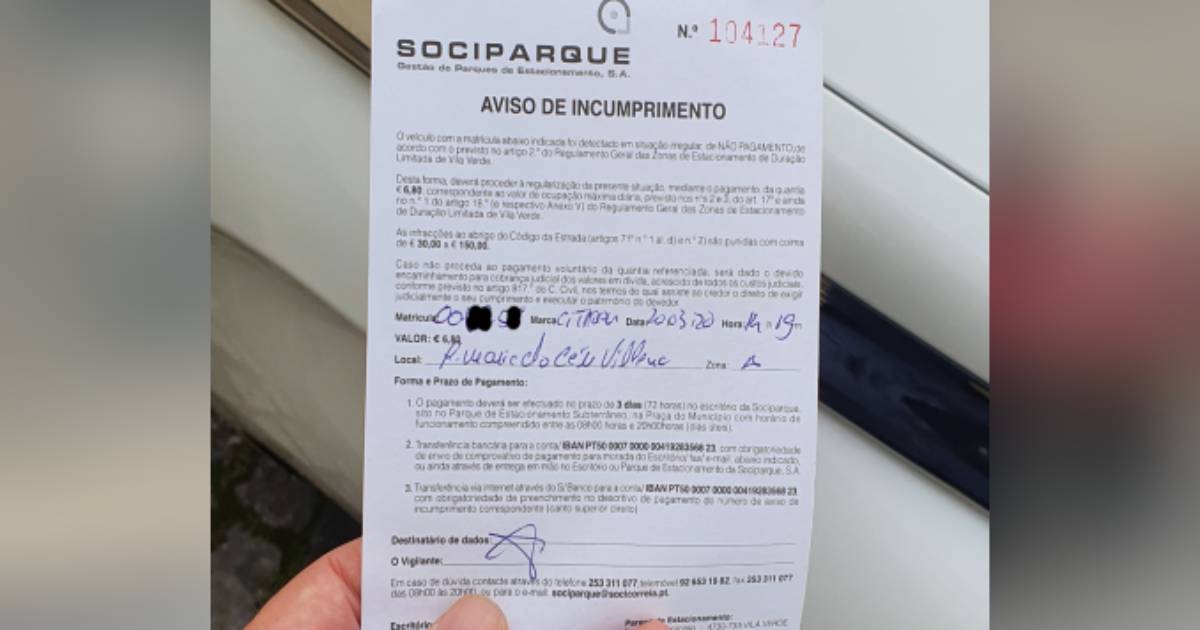 N.º 104127
SOCIPARQUE
Gestão de Parques de Estacionamento, S.A.
AVISO DE INCUMPRIMENTO
O veículo com a matrícula abaixo indicada foi detectado em situação irregular, de NÃO PAGAMENTO, de
acordo com o previsto no artigo 2.º do Regulamento Geral das Zonas de Estacionamento de Duração
Limitada de Vila Verde.
Desta forma, deverá proceder à regularização da presente situação, mediante o pagamento, da quantia
€ 6,80, correspondente ao valor de ocupação máxima diária, previsto nos nºs 2 e 3, do art. 17º e ainda
no n.º 1 do artigo 18.º (e respectivo Anexo V) do Regulamento Geral das Zonas de Estacionamento
de Duração Limitada de Vila Verde.
As infracções ao abrigo do Código da Estrada (artigos 71º n.º 1 al. d) e n.º 2) são punidas com coima
de € 30,00 a € 150,00.
Caso não proceda ao pagamento voluntário da quantia referenciada, será dado o devido
encaminhamento para cobrança judicial dos valores em dívida, acrescido de todos os custos judiciais,
conforme previsto no artigo 817.º do C. Civil, nos termos do qual assiste ao credor o direito de exigir
judicialmente o seu cumprimento e executar o património do devedor.
Matrícula 00 Marca Data 20 03 20 Hora 14 h 19 m
VALOR: € 6,80
Local: R. Zona: A
Forma e Prazo de Pagamento:
1. O pagamento deverá ser efectuado no prazo de 3 dias (72 horas) no escritório da Sociparque,
sito no Parque de Estacionamento Subterrâneo, na Praça do Município com horário de
funcionamento compreendido entre as 08h00 horas e 20h00horas (dias úteis).
2. Transferência bancária para a conta/ IBAN PT50 0007 0000 00419283568 23, com obrigatoriedade
de envio de comprovativo de pagamento para morada do Escritório/ fax/ e-mail, abaixo indicado,
ou ainda através de entrega em mão no Escritório ou Parque de Estacionamento da Sociparque, S.A.
3. Transferência via Internet através do S/Banco para a conta/ IBAN PT50 0007 0000 00419283568 23,
com obrigatoriedade de preenchimento no descritivo de pagamento do número de aviso de
incumprimento correspondente (canto superior direito)
Destinatário de dados:
O Vigilante:
Em caso de dúvida contacte através do telefone 253 311 077, telemóvel 92 653 19 82, fax 253 311 077
das 08h00 às 20h00, ou para o e-mail: sociparque@socicorreia.pt.
Escritório Estacionamento:
4730-733 VILA VERDE